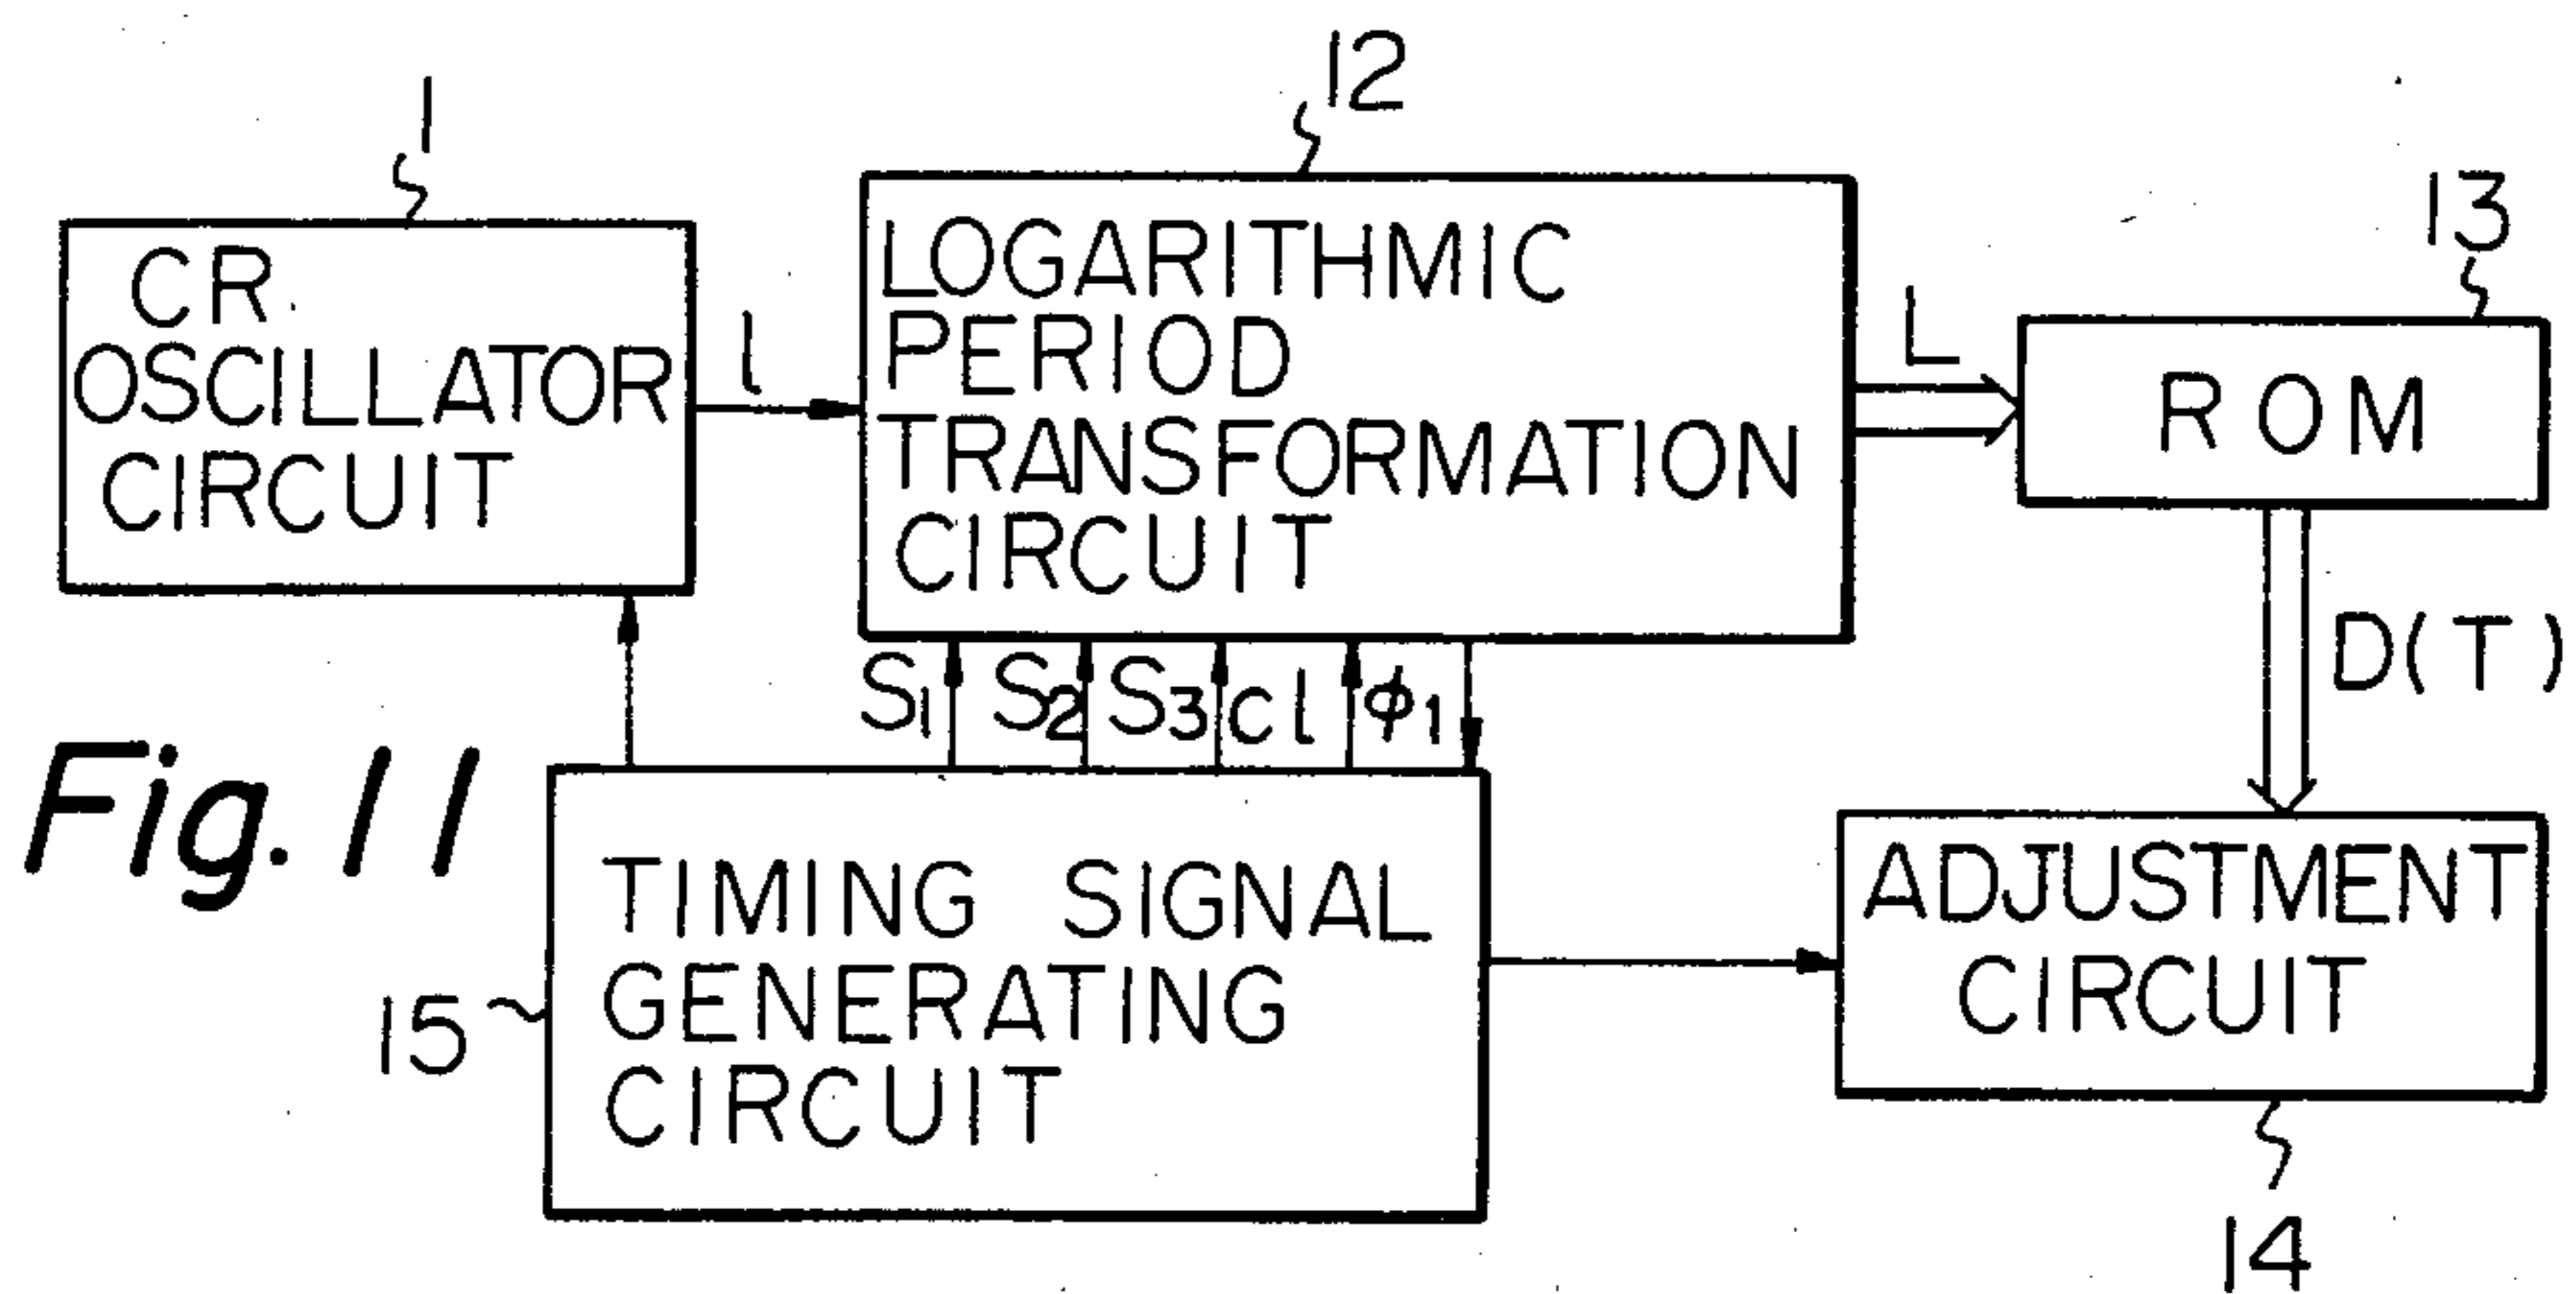 1
12
13
CR
OSCILLATOR
CIRCUIT
l
LOGARITHMIC
PERIOD
TRANSFORMATION
CIRCUIT
L
ROM
D(T)
S1 S2 S3 cl φ1
Fig. 11
15
TIMING SIGNAL
GENERATING
CIRCUIT
ADJUSTMENT
CIRCUIT
14